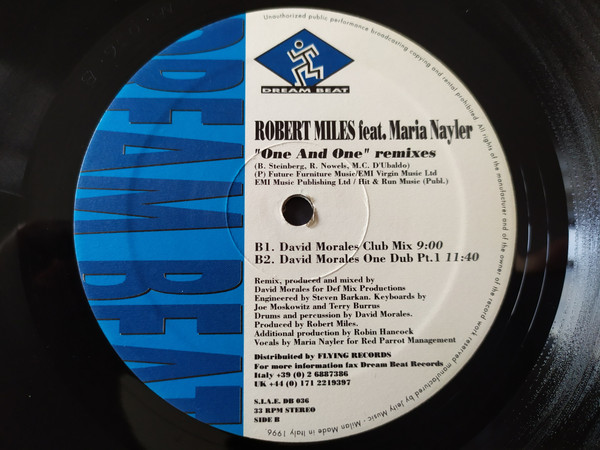 DREAM BEAT
DREAM BEAT
ROBERT MILES feat. Maria Nayler
"One And One" remixes
(B. Steinberg, R. Nowels, M.C. D'Ubaldo)
(P) Future Furniture Music/EMI Virgin Music Ltd
EMI Music Publishing Ltd / Hit & Run Music (Publ.)
B1. David Morales Club Mix 9:00
B2. David Morales One Dub Pt.1 11:40
Remix, produced and mixed by
David Morales for Def Mix Productions
Engineered by Steven Barkan. Keyboards by
Joe Moskowitz and Terry Burrus
Drums and percussion by David Morales.
Produced by Robert Miles.
Additional production by Robin Hancock
Vocals by Maria Nayler for Red Parrot Management
Distribuited by FLYING RECORDS
For more information fax Dream Beat Records
Italy +39 (0) 2 6887386
UK +44 (0) 171 2219397
S.I.A.E. DB 036
33 RPM STEREO
SIDE B
Unauthorized public performance broadcasting copying and rental prohibited. All rights of the manufacturer and of the owner of the record work reserved manufactured by Jerly Music - Milan Made in Italy 1996.